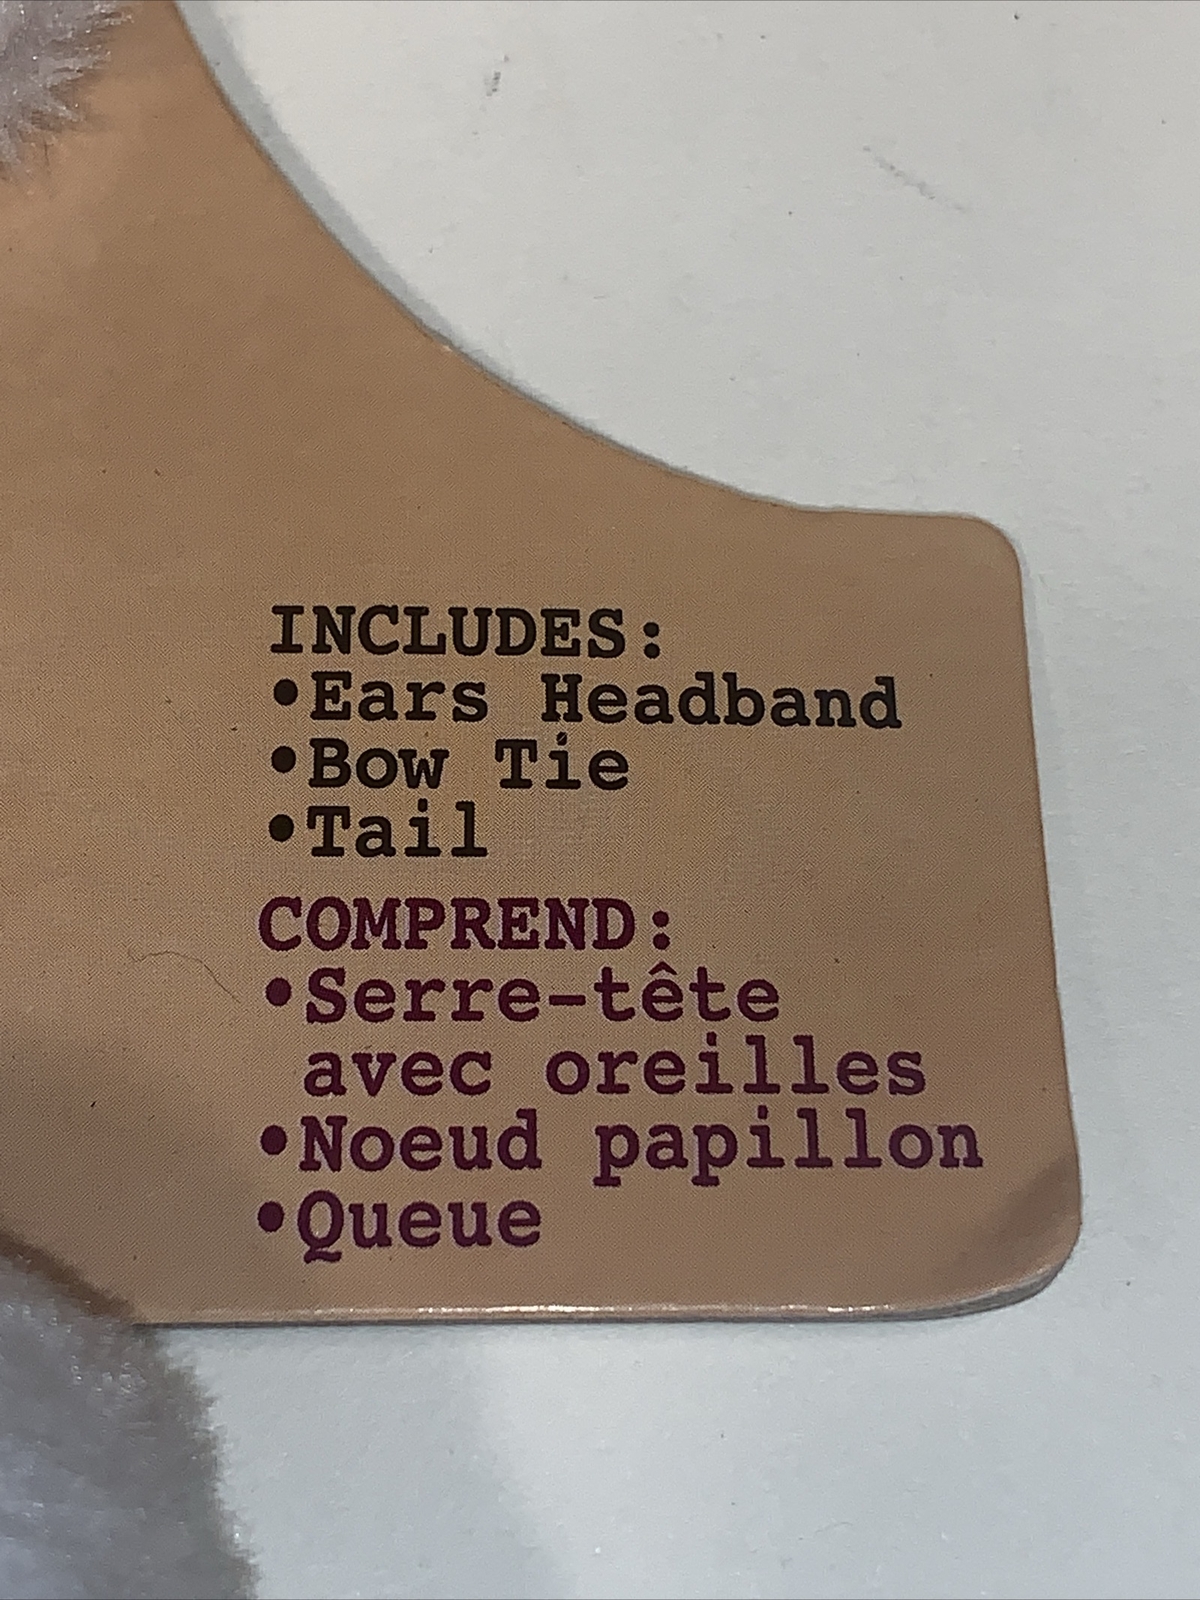 INCLUDES:
•Ears Headband
•Bow Tie
•Tail
COMPREND:
•Serre-tête
avec oreilles
•Noeud papillon
•Queue